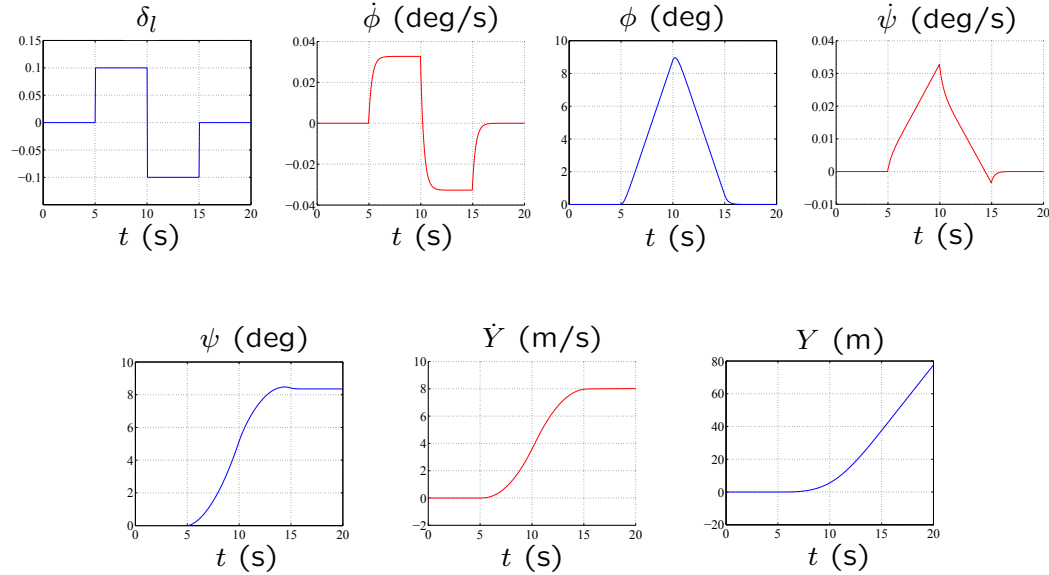 δ_l
0.15
0.1
0.05
0
−0.05
−0.1
0 5 10 15 20
t (s)
ϕ̇ (deg/s)
0.04
0.02
0
−0.02
−0.04
0 5 10 15 20
t (s)
ϕ (deg)
10
8
6
4
2
0
0 5 10 15 20
t (s)
ψ̇ (deg/s)
0.04
0.03
0.02
0.01
0
−0.01
0 5 10 15 20
t (s)
ψ (deg)
10
8
6
4
2
0
0 5 10 15 20
t (s)
Ẏ (m/s)
10
8
6
4
2
0
−2
0 5 10 15 20
t (s)
Y (m)
80
60
40
20
0
−20
0 5 10 15 20
t (s)